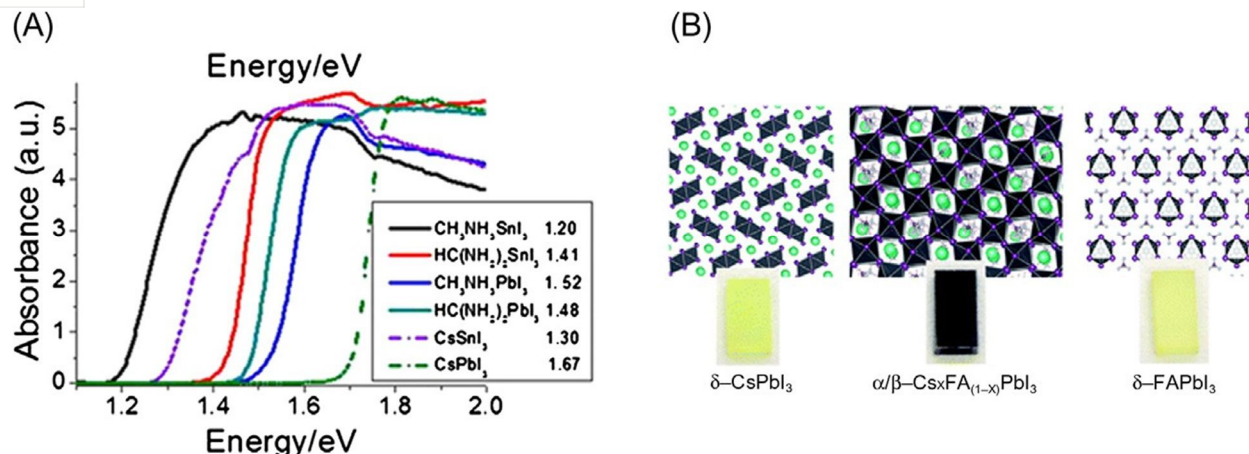 (A)
Energy/eV
Absorbance (a.u.)
5
4
3
2
1
0
CH₃NH₃SnI₃ 1.20
HC(NH₂)₂SnI₃ 1.41
CH₃NH₃PbI₃ 1.52
HC(NH₂)₂PbI₃ 1.48
CsSnI₃ 1.30
CsPbI₃ 1.67
1.2 1.4 1.6 1.8 2.0
Energy/eV
(B)
δ–CsPbI₃
α/β–CsxFA₍₁₋ₓ₎PbI₃
δ–FAPbI₃